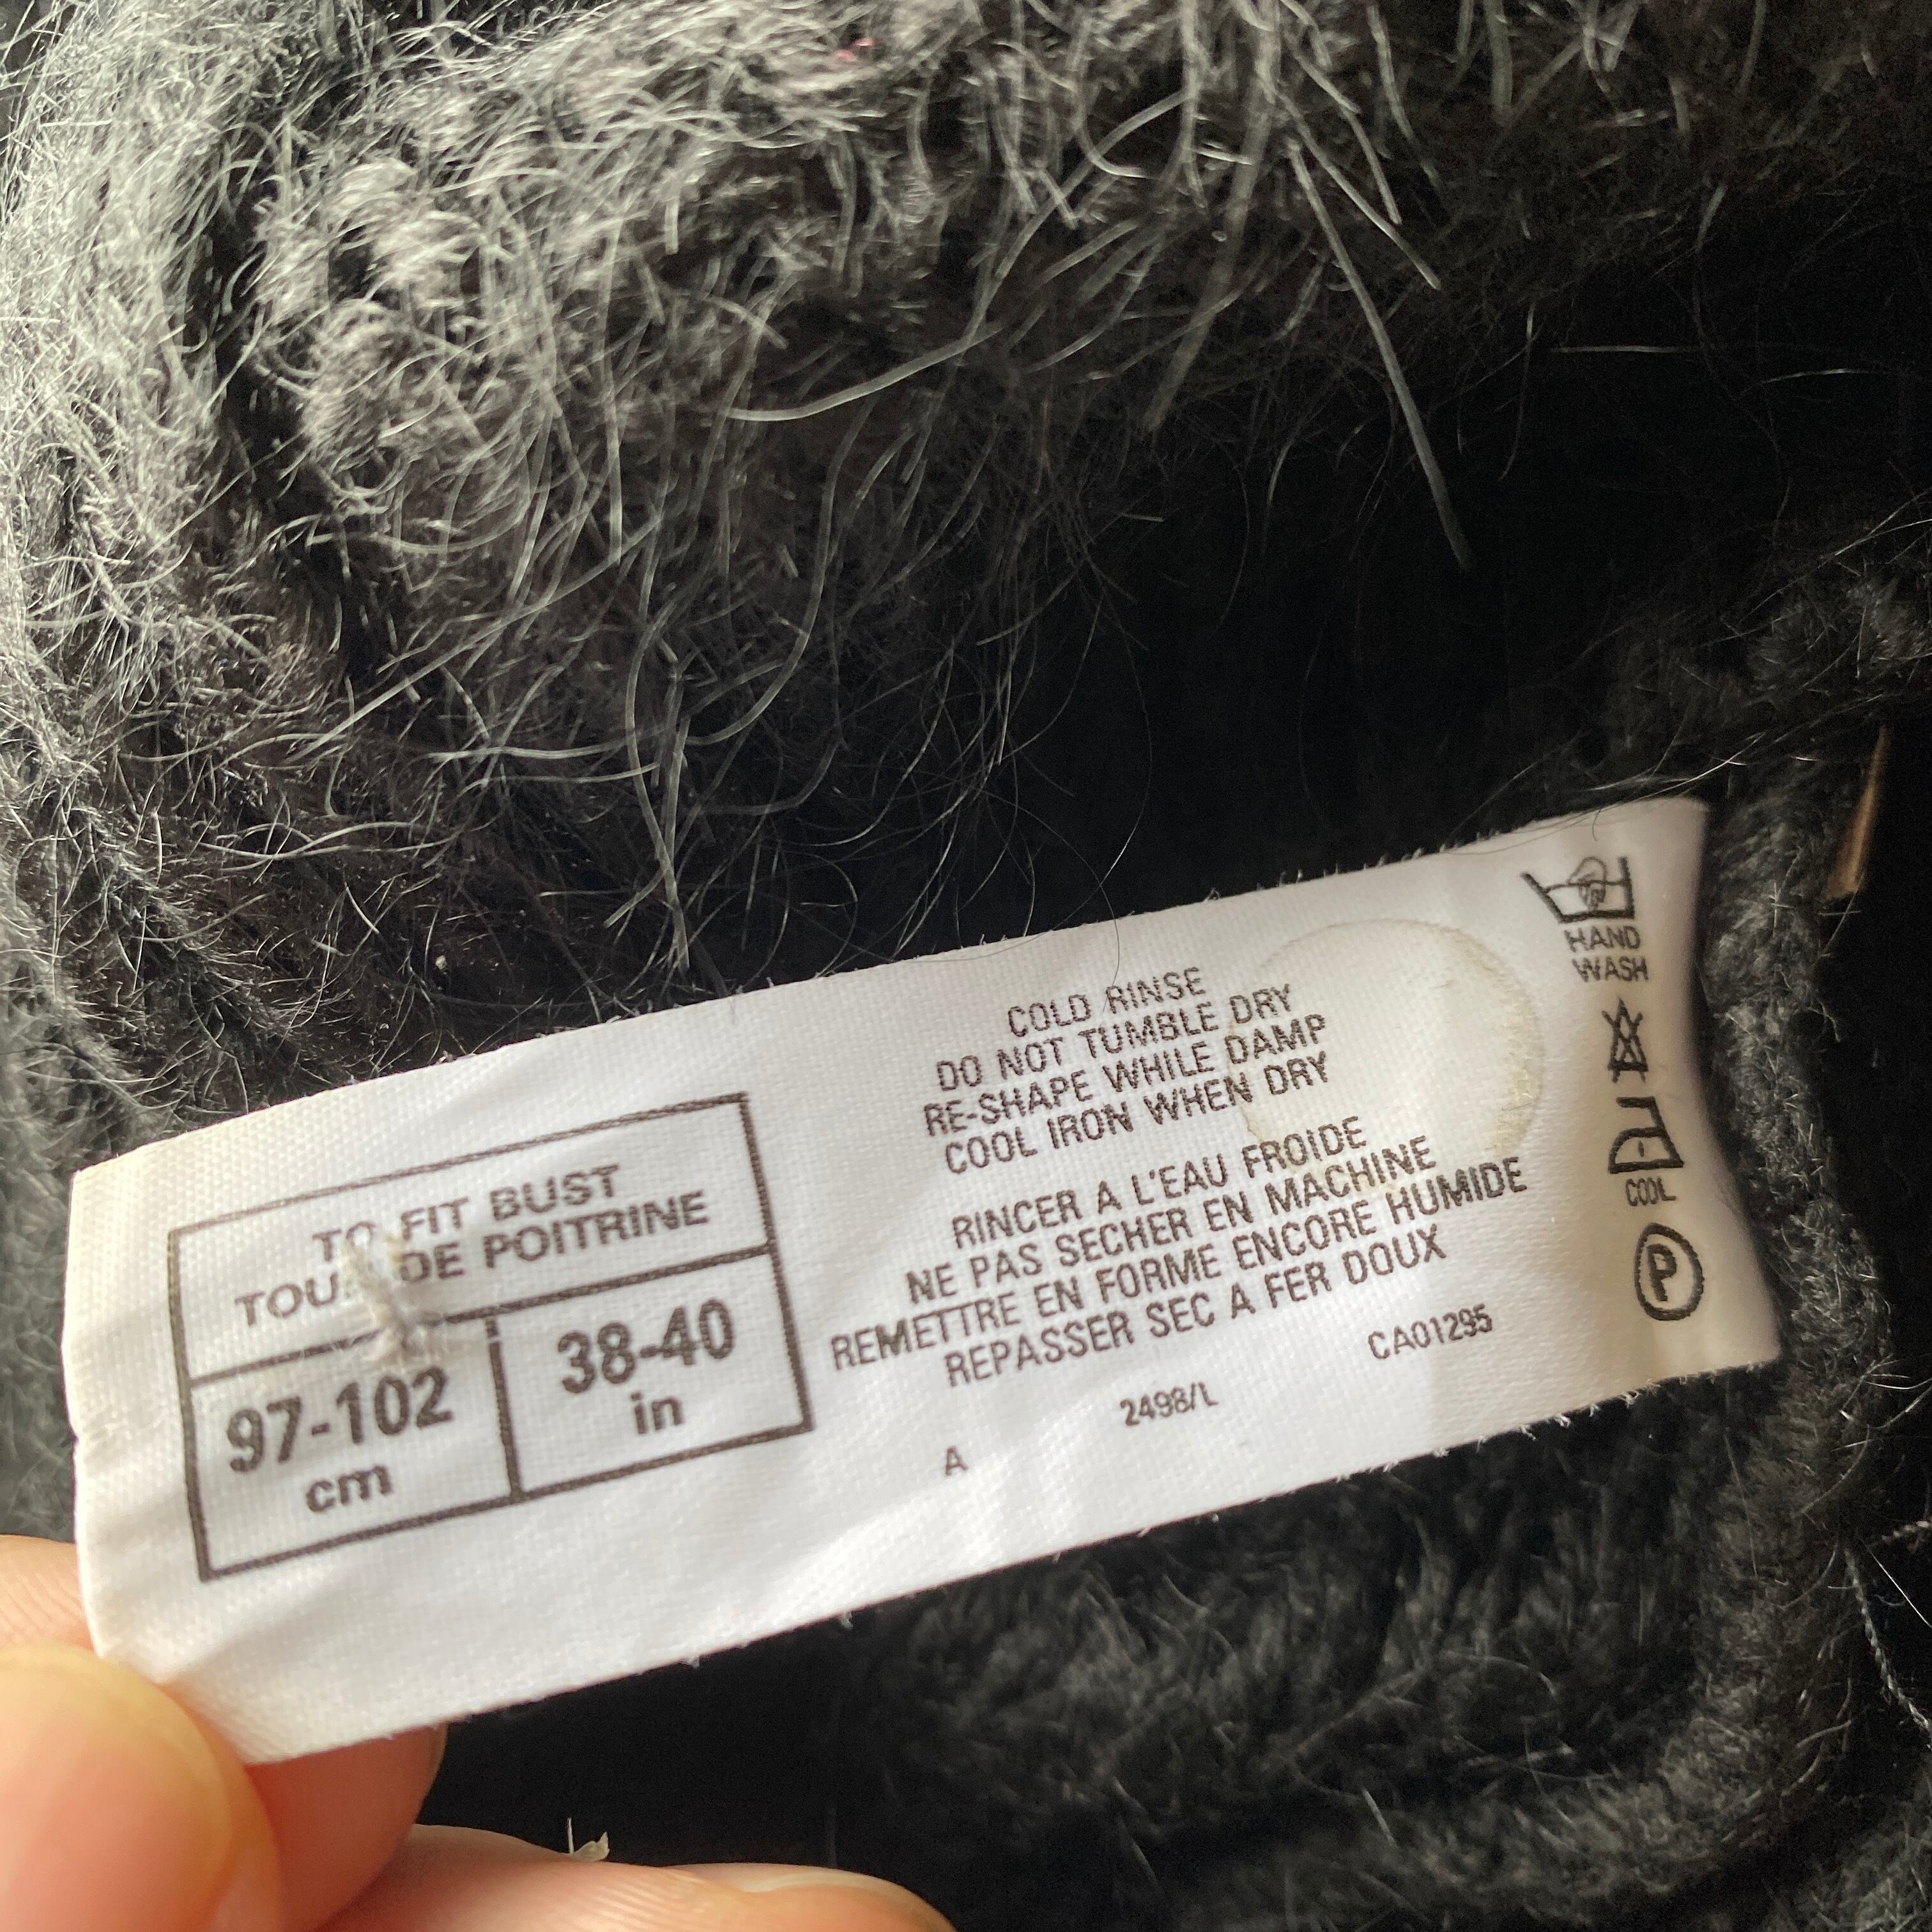 TO FIT BUST
TOUR DE POITRINE
97-102
cm
38-40
in
COLD RINSE
DO NOT TUMBLE DRY
RE-SHAPE WHILE DAMP
COOL IRON WHEN DRY
RINCER A L'EAU FROIDE
NE PAS SECHER EN MACHINE
REMETTRE EN FORME ENCORE HUMIDE
REPASSER SEC A FER DOUX
CA01295
2498/L
A
HAND
WASH
COOL
P